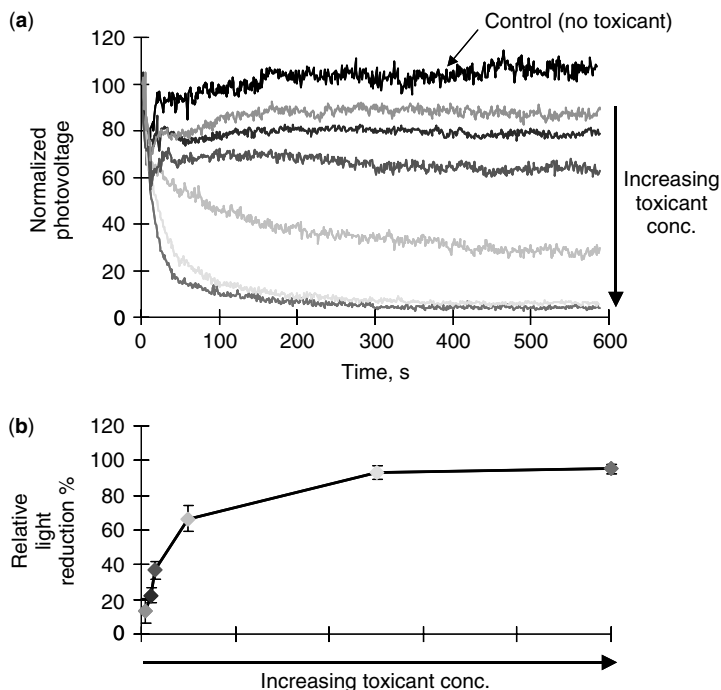 (a)
Control (no toxicant)
120
100
80
60
40
20
0
Normalized
photovoltage
Increasing
toxicant
conc.
0 100 200 300 400 500 600
Time, s
(b)
120
100
80
60
40
20
0
Relative
light
reduction %
Increasing toxicant conc.